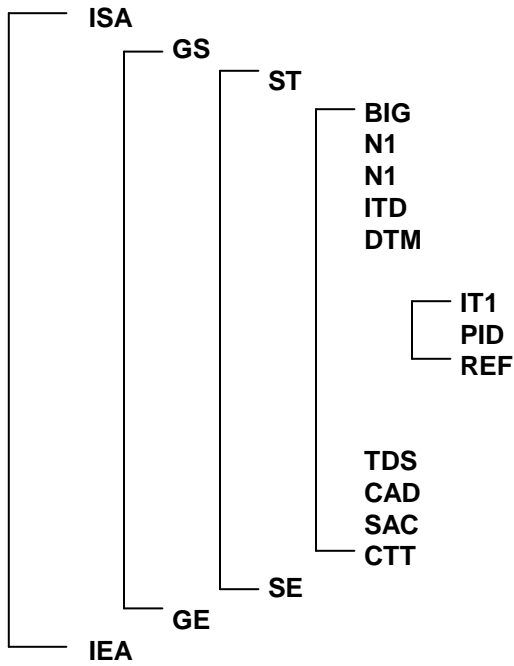 ISA
GS
ST
BIG
N1
N1
ITD
DTM
IT1
PID
REF
TDS
CAD
SAC
CTT
SE
GE
IEA